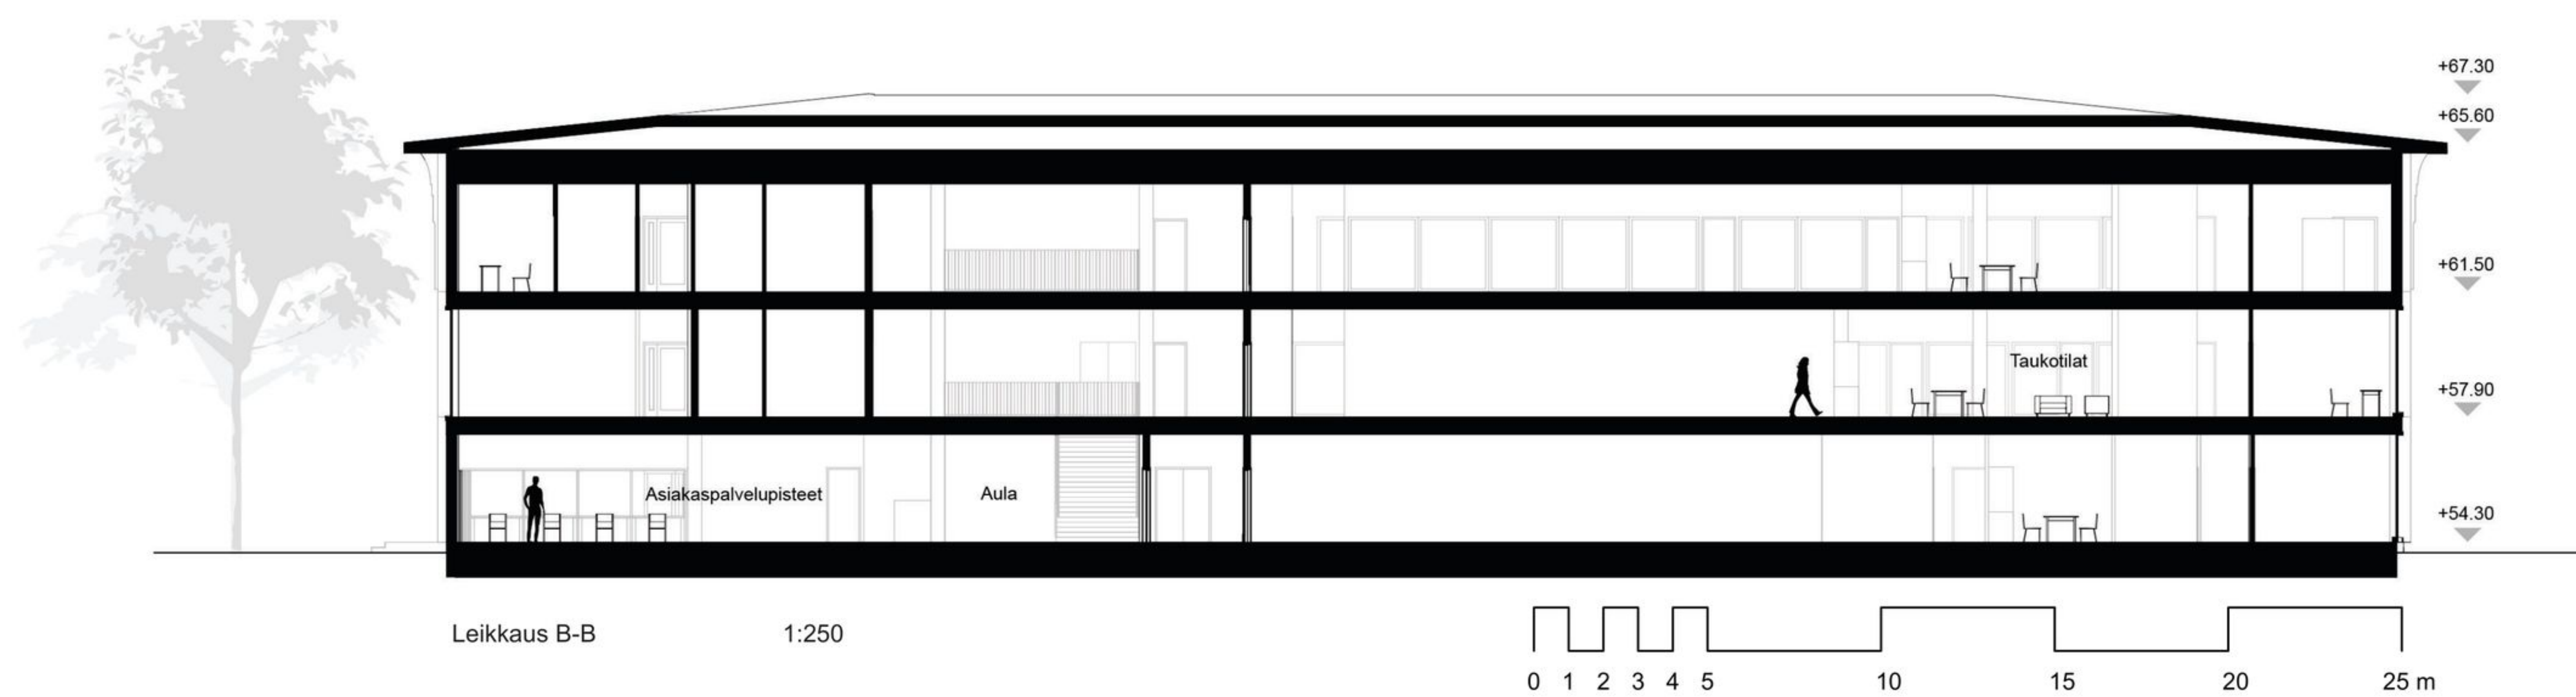 +67.30
+65.60
+61.50
Taukotilat
+57.90
Asiakaspalvelupisteet
Aula
+54.30
Leikkaus B-B
1:250
0 1 2 3 4 5 10 15 20 25 m